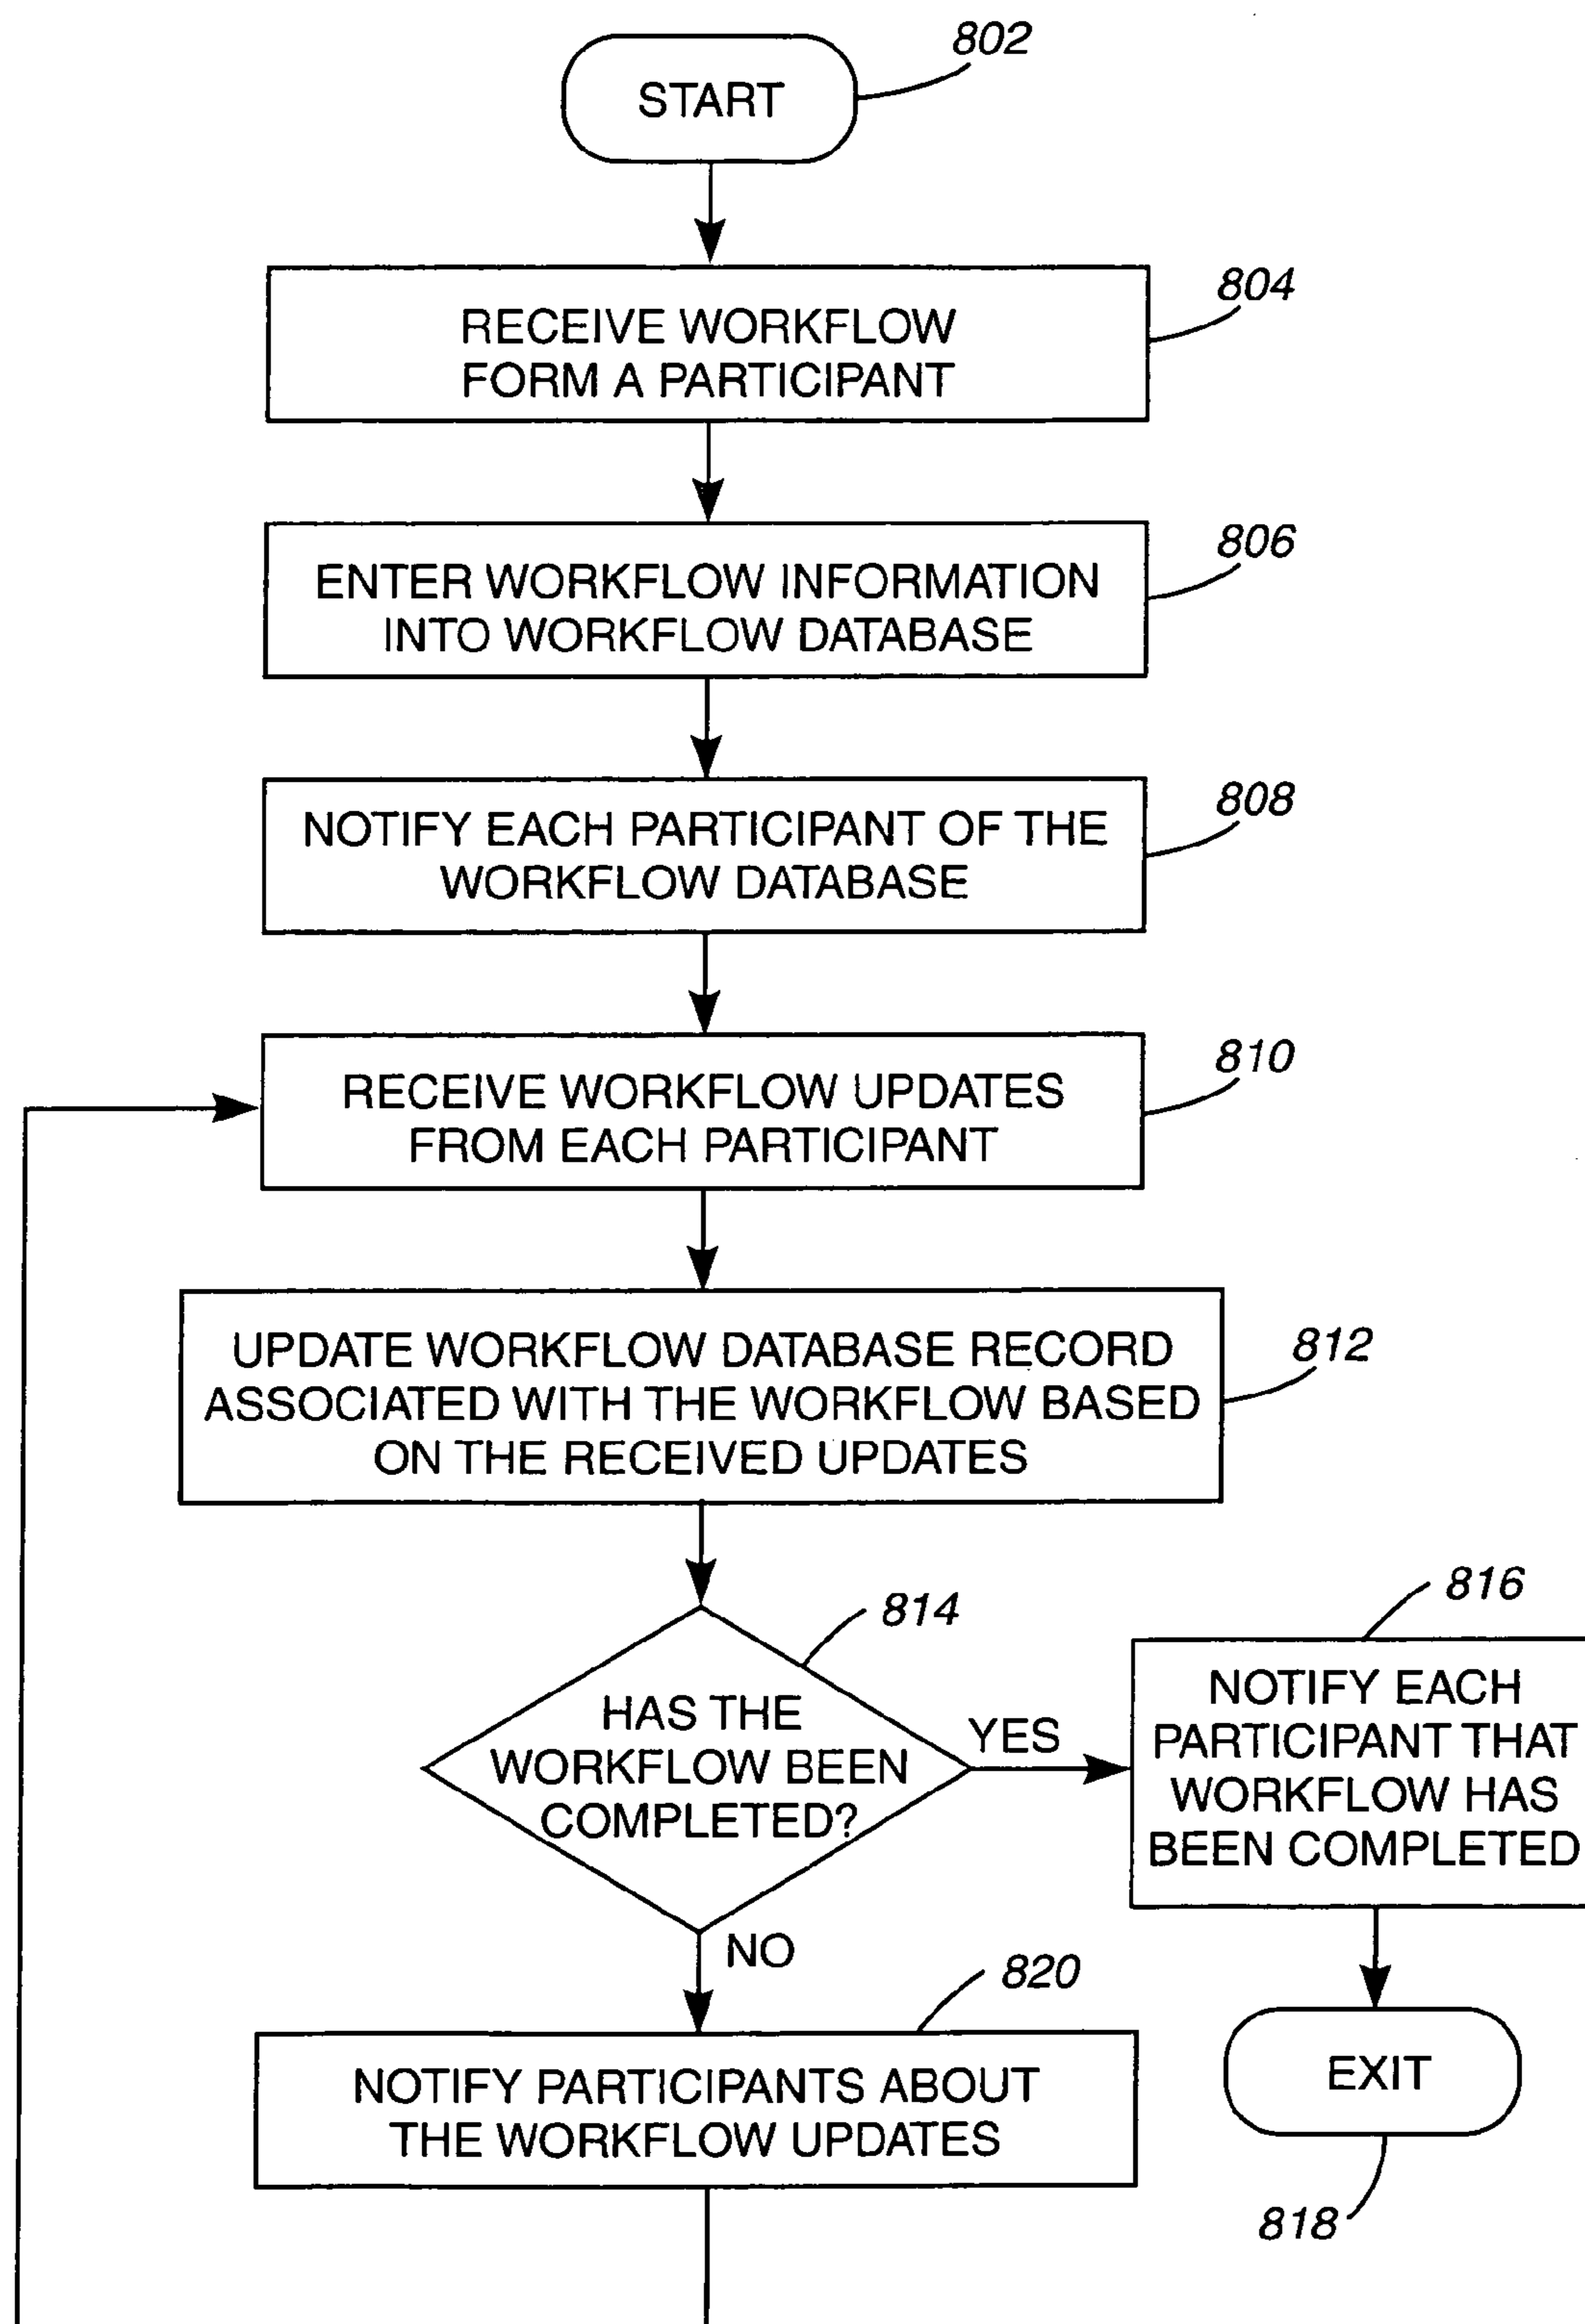 802
START
804
RECEIVE WORKFLOW
FORM A PARTICIPANT
806
ENTER WORKFLOW INFORMATION
INTO WORKFLOW DATABASE
808
NOTIFY EACH PARTICIPANT OF THE
WORKFLOW DATABASE
810
RECEIVE WORKFLOW UPDATES
FROM EACH PARTICIPANT
812
UPDATE WORKFLOW DATABASE RECORD
ASSOCIATED WITH THE WORKFLOW BASED
ON THE RECEIVED UPDATES
814
HAS THE
WORKFLOW BEEN
COMPLETED?
YES
816
NOTIFY EACH
PARTICIPANT THAT
WORKFLOW HAS
BEEN COMPLETED
NO
820
NOTIFY PARTICIPANTS ABOUT
THE WORKFLOW UPDATES
EXIT
818